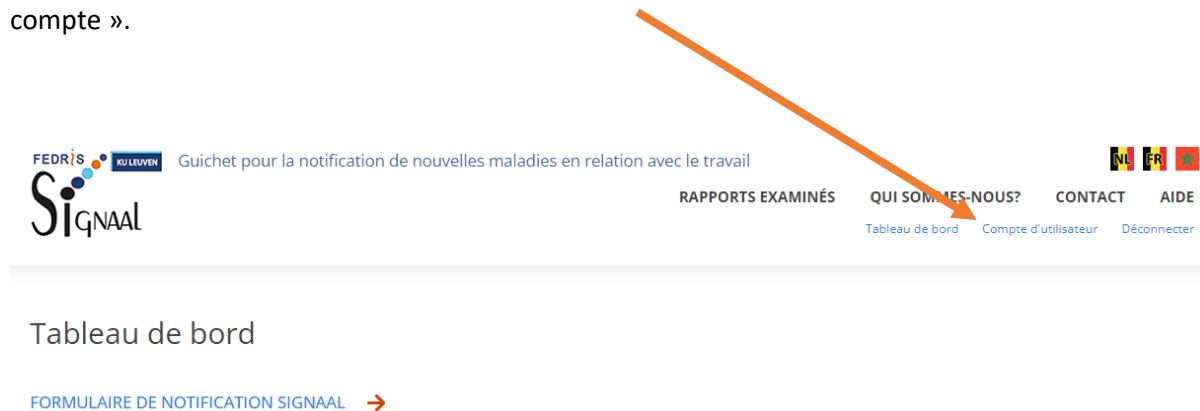 compte ».
FEDRIS KU LEUVEN Guichet pour la notification de nouvelles maladies en relation avec le travail
NL FR
SIGNAAL
RAPPORTS EXAMINÉS QUI SOMMES-NOUS? CONTACT AIDE
Tableau de bord Compte d'utilisateur Déconnecter
Tableau de bord
FORMULAIRE DE NOTIFICATION SIGNAAL